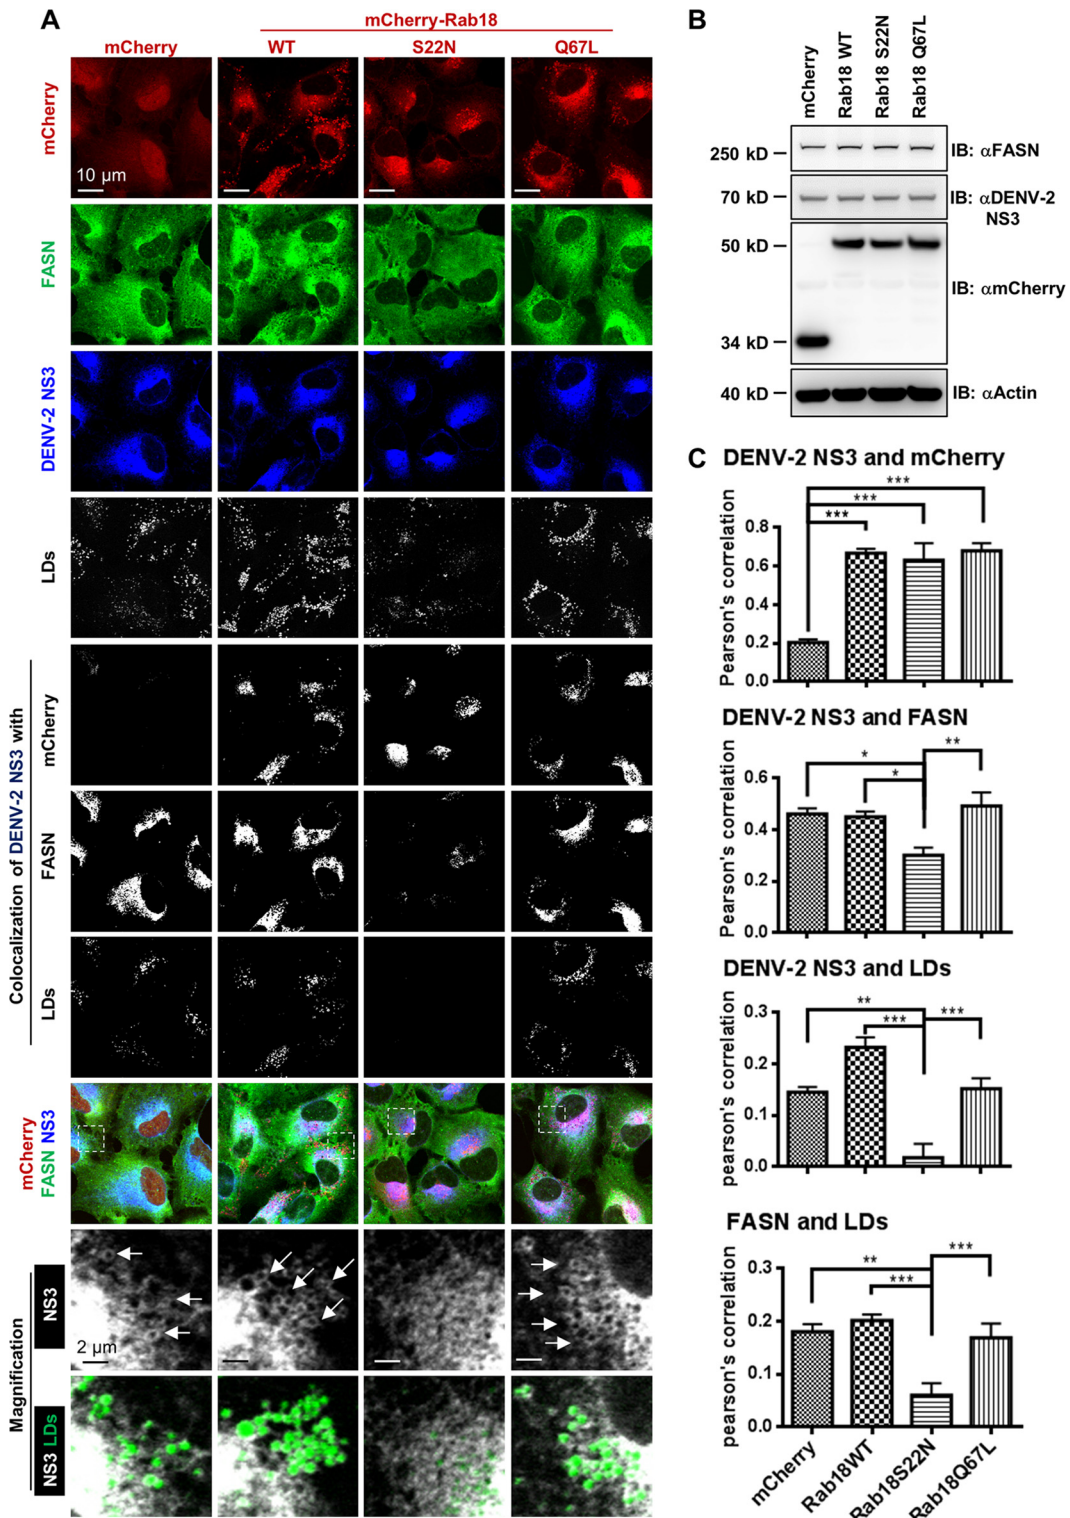 A
mCherry-Rab18
mCherry
WT
S22N
Q67L
mCherry
10 µm
FASN
DENV-2 NS3
LDs
Colocalization of DENV-2 NS3 with
mCherry
FASN
LDs
mCherry
FASN NS3
Magnification
NS3
2 µm
NS3 LDs
B
mCherry
Rab18 WT
Rab18 S22N
Rab18 Q67L
250 kD
IB: αFASN
70 kD
IB: αDENV-2
NS3
50 kD
IB: αmCherry
34 kD
40 kD
IB: αActin
C
DENV-2 NS3 and mCherry
Pearson's correlation
0.8
0.6
0.4
0.2
0.0
***
***
***
DENV-2 NS3 and FASN
Pearson's correlation
0.6
0.4
0.2
0.0
*
*
**
DENV-2 NS3 and LDs
pearson's correlation
0.3
0.2
0.1
0.0
**
***
***
FASN and LDs
pearson's correlation
0.3
0.2
0.1
0.0
**
***
***
mCherry
Rab18WT
Rab18S22N
Rab18Q67L